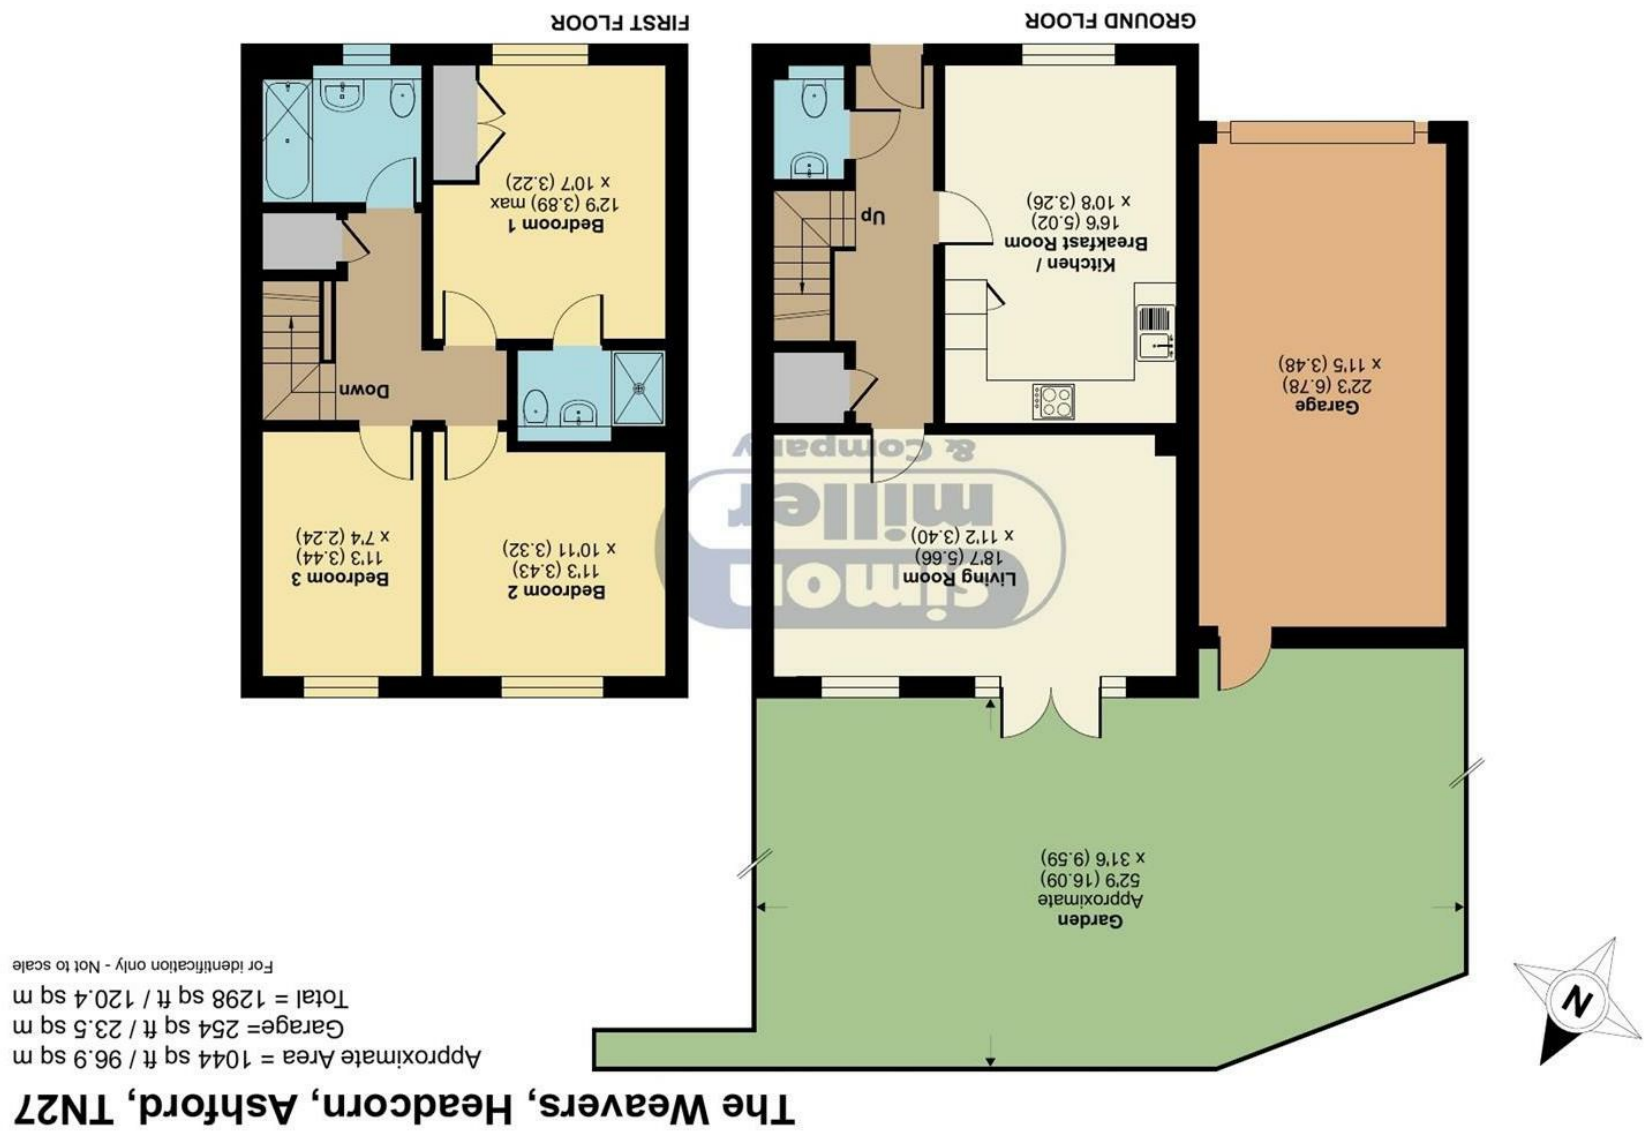 The Weavers, Headcorn, Ashford, TN27
Approximate Area = 1044 sq ft / 96.9 sq m
Garage= 254 sq ft / 23.5 sq m
Total = 1298 sq ft / 120.4 sq m
For identification only - Not to scale
N
Garden
Approximate
52'9 (16.09)
x 31'6 (9.59)
Living Room
18'7 (5.66)
x 11'2 (3.40)
simon
miller
& Company
Garage
22'3 (6.78)
x 11'5 (3.48)
Kitchen /
Breakfast Room
16'6 (5.02)
x 10'8 (3.26)
Up
GROUND FLOOR
Bedroom 2
11'3 (3.43)
x 10'11 (3.32)
Bedroom 3
11'3 (3.44)
x 7'4 (2.24)
Down
Bedroom 1
12'9 (3.89) max
x 10'7 (3.22)
FIRST FLOOR